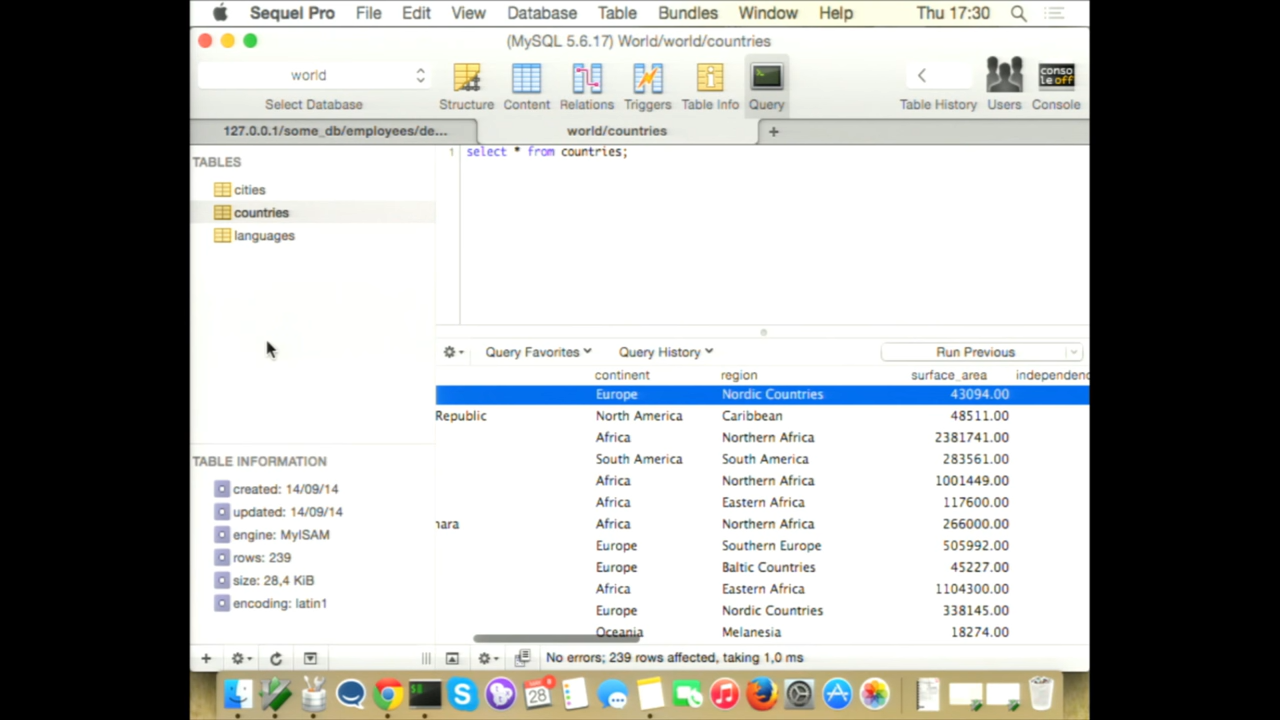 Sequel Pro File Edit View Database Table Bundles Window Help Thu 17:30
(MySQL 5.6.17) World/world/countries
world
Select Database
Structure Content Relations Triggers Table Info Query Table History Users Console
conso
le off
127.0.0.1/some_db/employees/de... world/countries +
TABLES
cities
countries
languages
1 select * from countries;
Query Favorites Query History Run Previous
continent region surface_area independenc
Europe Nordic Countries 43094.00
Republic North America Caribbean 48511.00
Africa Northern Africa 2381741.00
South America South America 283561.00
Africa Northern Africa 1001449.00
Africa Eastern Africa 117600.00
hara Africa Northern Africa 266000.00
Europe Southern Europe 505992.00
Europe Baltic Countries 45227.00
Africa Eastern Africa 1104300.00
Europe Nordic Countries 338145.00
Oceania Melanesia 18274.00
TABLE INFORMATION
created: 14/09/14
updated: 14/09/14
engine: MyISAM
rows: 239
size: 28,4 KiB
encoding: latin1
No errors; 239 rows affected, taking 1,0 ms
28